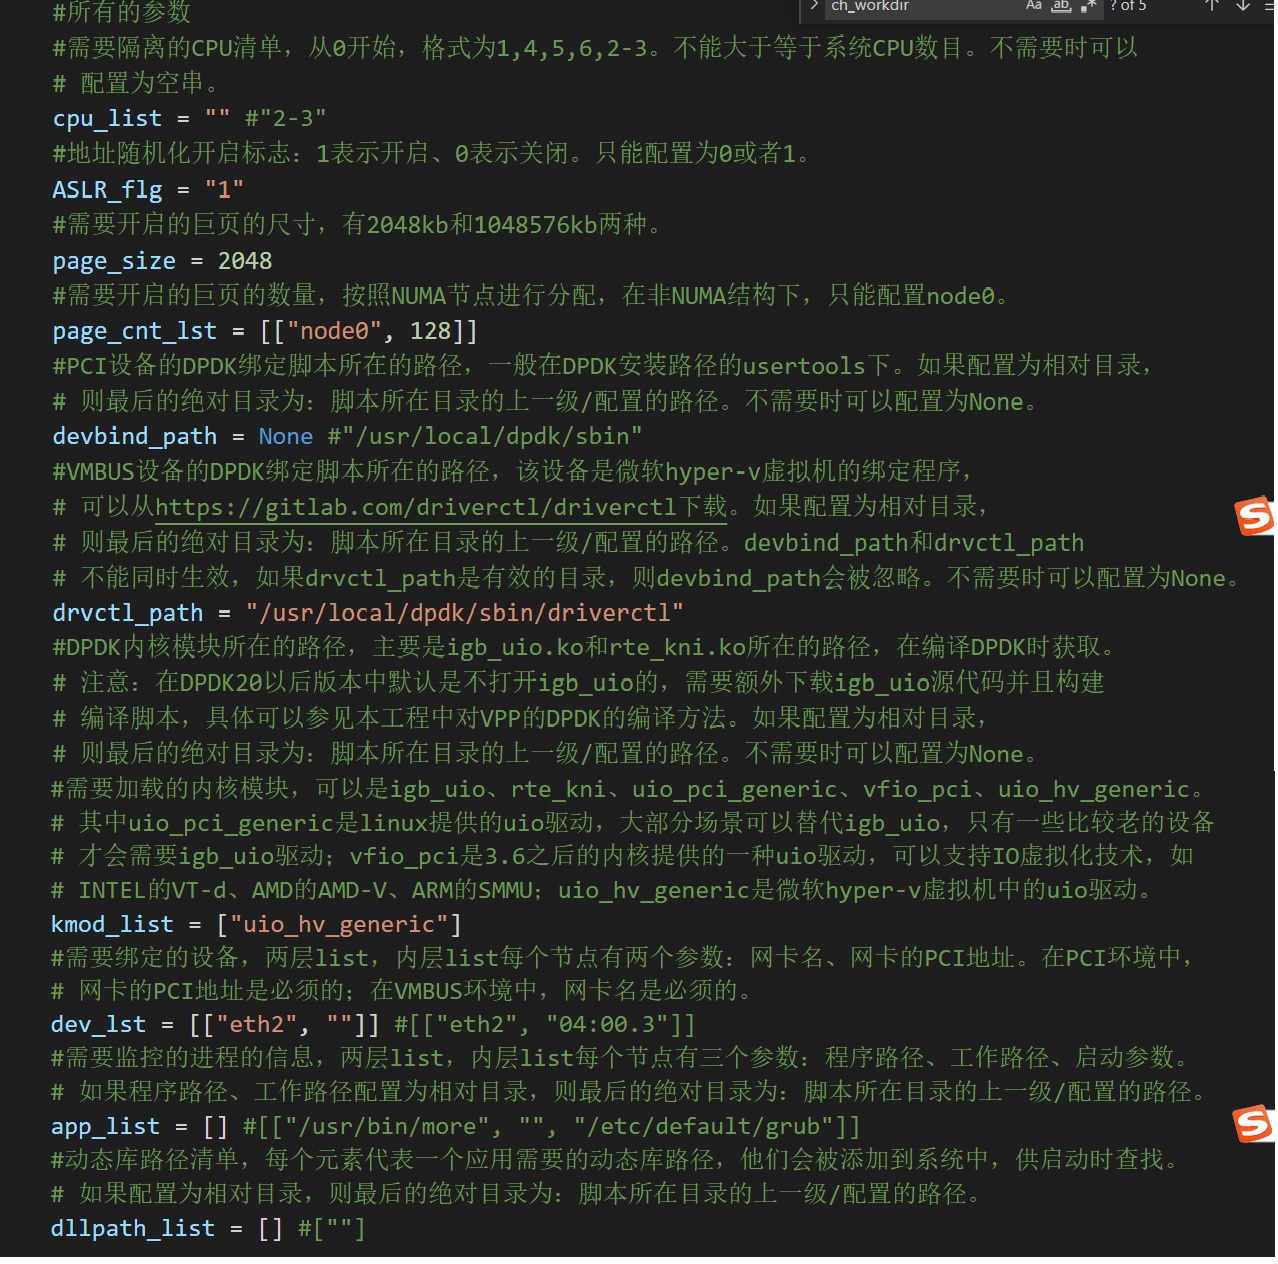 ch_workdir
Aa ab .* ? of 5
#所有的参数
#需要隔离的CPU清单，从0开始，格式为1,4,5,6,2-3。不能大于等于系统CPU数目。不需要时可以
# 配置为空串。
cpu_list = "" #"2-3"
#地址随机化开启标志：1表示开启、0表示关闭。只能配置为0或者1。
ASLR_flg = "1"
#需要开启的巨页的尺寸，有2048kb和1048576kb两种。
page_size = 2048
#需要开启的巨页的数量，按照NUMA节点进行分配，在非NUMA结构下，只能配置node0。
page_cnt_lst = [["node0", 128]]
#PCI设备的DPDK绑定脚本所在的路径，一般在DPDK安装路径的usertools下。如果配置为相对目录，
# 则最后的绝对目录为：脚本所在目录的上一级/配置的路径。不需要时可以配置为None。
devbind_path = None #"/usr/local/dpdk/sbin"
#VMBUS设备的DPDK绑定脚本所在的路径，该设备是微软hyper-v虚拟机的绑定程序，
# 可以从https://gitlab.com/driverctl/driverctl下载。如果配置为相对目录，
# 则最后的绝对目录为：脚本所在目录的上一级/配置的路径。devbind_path和drvctl_path
# 不能同时生效，如果drvctl_path是有效的目录，则devbind_path会被忽略。不需要时可以配置为None。
drvctl_path = "/usr/local/dpdk/sbin/driverctl"
#DPDK内核模块所在的路径，主要是igb_uio.ko和rte_kni.ko所在的路径，在编译DPDK时获取。
# 注意：在DPDK20以后版本中默认是不打开igb_uio的，需要额外下载igb_uio源代码并且构建
# 编译脚本，具体可以参见本工程中对VPP的DPDK的编译方法。如果配置为相对目录，
# 则最后的绝对目录为：脚本所在目录的上一级/配置的路径。不需要时可以配置为None。
#需要加载的内核模块，可以是igb_uio、rte_kni、uio_pci_generic、vfio_pci、uio_hv_generic。
# 其中uio_pci_generic是linux提供的uio驱动，大部分场景可以替代igb_uio，只有一些比较老的设备
# 才会需要igb_uio驱动；vfio_pci是3.6之后的内核提供的一种uio驱动，可以支持IO虚拟化技术，如
# INTEL的VT-d、AMD的AMD-V、ARM的SMMU；uio_hv_generic是微软hyper-v虚拟机中的uio驱动。
kmod_list = ["uio_hv_generic"]
#需要绑定的设备，两层list，内层list每个节点有两个参数：网卡名、网卡的PCI地址。在PCI环境中，
# 网卡的PCI地址是必须的；在VMBUS环境中，网卡名是必须的。
dev_lst = [["eth2", ""]] #[["eth2", "04:00.3"]]
#需要监控的进程的信息，两层list，内层list每个节点有三个参数：程序路径、工作路径、启动参数。
# 如果程序路径、工作路径配置为相对目录，则最后的绝对目录为：脚本所在目录的上一级/配置的路径。
app_list = [] #[["/usr/bin/more", "", "/etc/default/grub"]]
#动态库路径清单，每个元素代表一个应用需要的动态库路径，他们会被添加到系统中，供启动时查找。
# 如果配置为相对目录，则最后的绝对目录为：脚本所在目录的上一级/配置的路径。
dllpath_list = [] #[""]